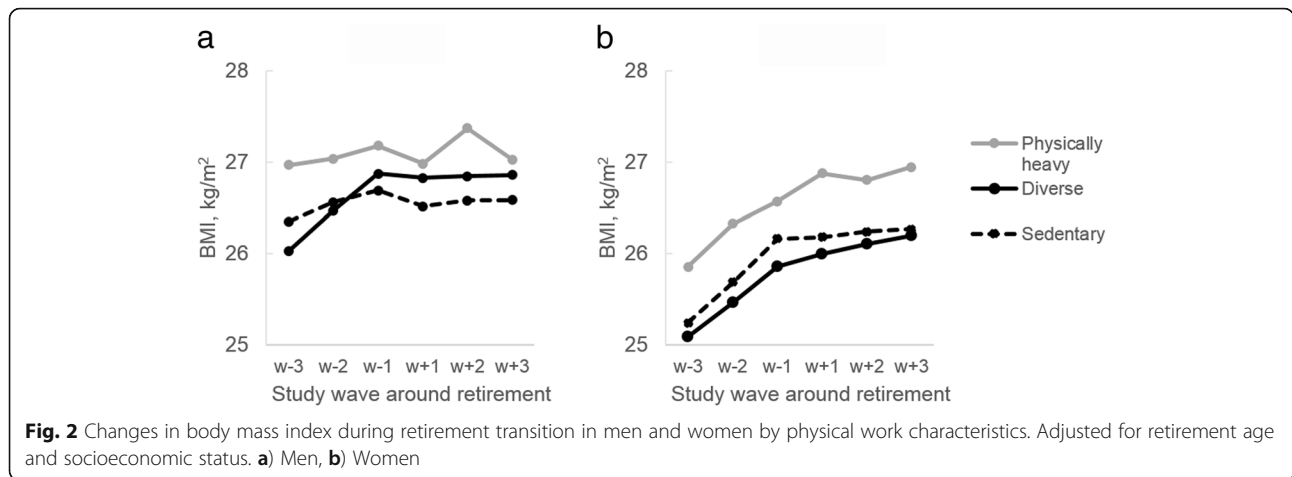 a
28
27
26
25
BMI, kg/m²
w-3 w-2 w-1 w+1 w+2 w+3
Study wave around retirement
b
28
27
26
25
BMI, kg/m²
w-3 w-2 w-1 w+1 w+2 w+3
Study wave around retirement
Physically
heavy
Diverse
Sedentary
Fig. 2 Changes in body mass index during retirement transition in men and women by physical work characteristics. Adjusted for retirement age
and socioeconomic status. a) Men, b) Women